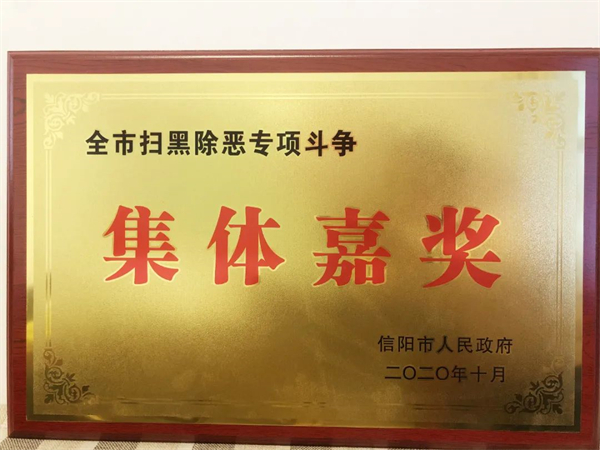 全市扫黑除恶专项斗争
集体嘉奖
信阳市人民政府
二〇二〇年十月